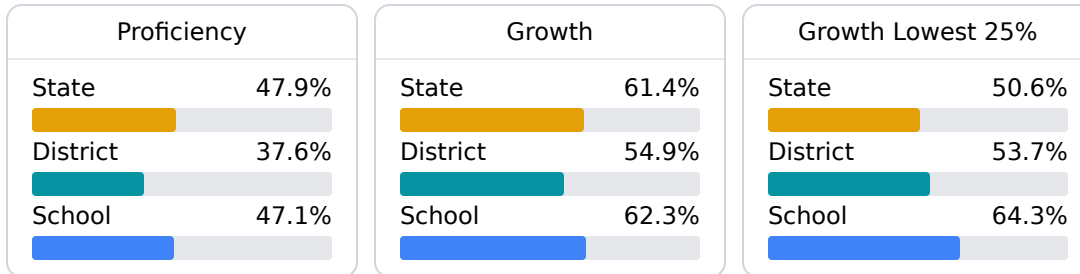 Proficiency
State 47.9%
District 37.6%
School 47.1%
Growth
State 61.4%
District 54.9%
School 62.3%
Growth Lowest 25%
State 50.6%
District 53.7%
School 64.3%